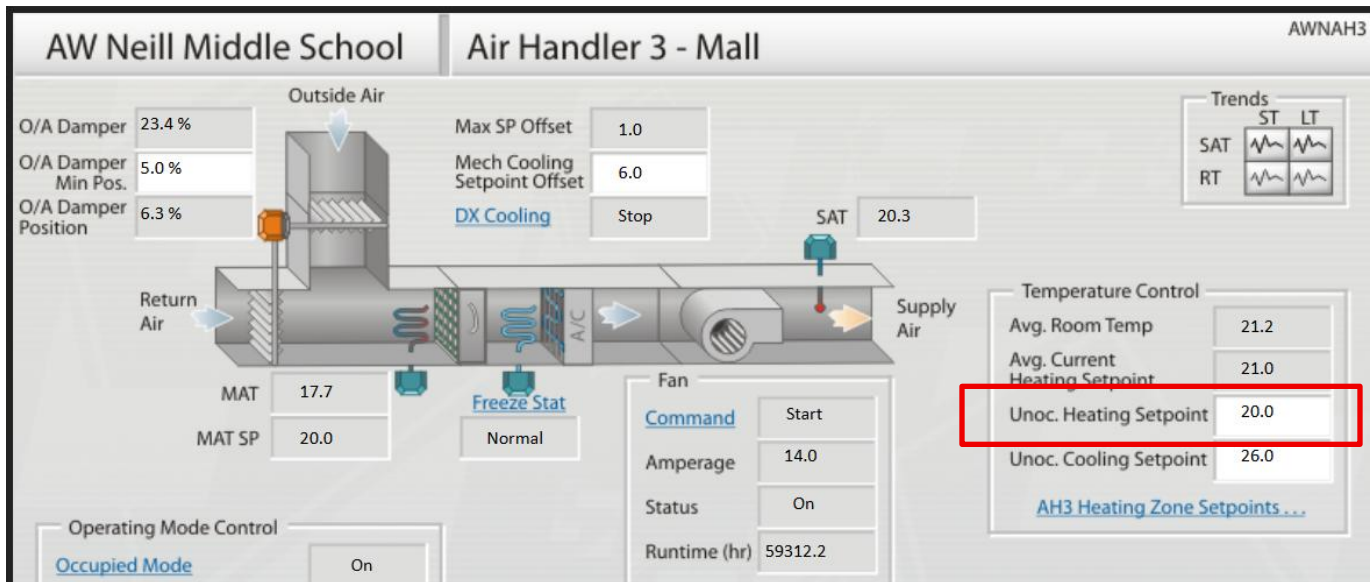 AW Neill Middle School
Air Handler 3 - Mall
AWNAH3
Outside Air
O/A Damper 23.4 %
O/A Damper
Min Pos. 5.0 %
O/A Damper
Position 6.3 %
Max SP Offset 1.0
Mech Cooling
Setpoint Offset 6.0
DX Cooling Stop
SAT 20.3
Trends
ST LT
SAT
RT
Return
Air
A/C
Supply
Air
MAT 17.7
MAT SP 20.0
Freeze Stat
Normal
Fan
Command Start
Amperage 14.0
Status On
Runtime (hr) 59312.2
Temperature Control
Avg. Room Temp 21.2
Avg. Current
Heating Setpoint 21.0
Unoc. Heating Setpoint 20.0
Unoc. Cooling Setpoint 26.0
AH3 Heating Zone Setpoints . . .
Operating Mode Control
Occupied Mode On